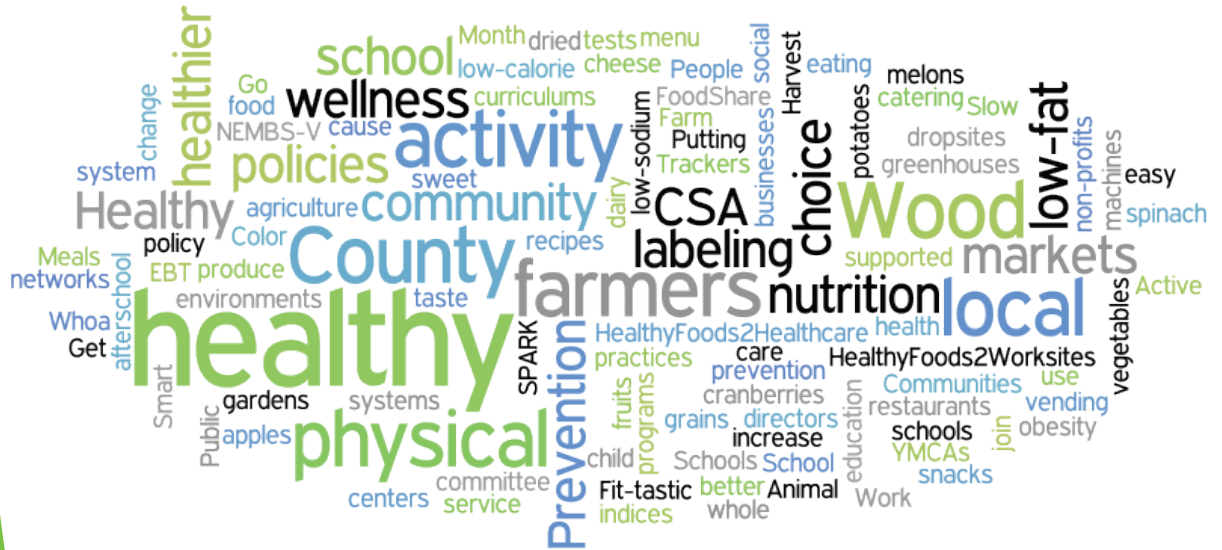 healthier
school
Month
dried
tests
menu
social
Harvest
eating
melons
low-calorie
cheese
People
catering
Slow
Go
food
wellness
curriculums
FoodShare
potatoes
low-fat
change
NEMBS-V
cause
activity
low-sodium
Farm
Putting
Trackers
businesses
choice
dropsites
greenhouses
non-profits
machines
easy
system
policies
sweet
dairy
CSA
Wood
spinach
Healthy
agriculture
community
policy
Color
County
recipes
labeling
supported
markets
Meals
networks
afterschool
EBT
produce
environments
taste
farmers
nutrition
local
vegetables
Active
Whoa
Get
healthy
SPARK
Prevention
HealthyFoods2Healthcare
health
practices
care
prevention
HealthyFoods2Worksites
Smart
gardens
systems
fruits
programs
cranberries
education
Communities
use
Public
apples
physical
grains
directors
restaurants
vending
increase
schools
join
obesity
child
Schools
School
YMCAs
snacks
committee
centers
service
Fit-tastic
better
Animal
Work
indices
whole